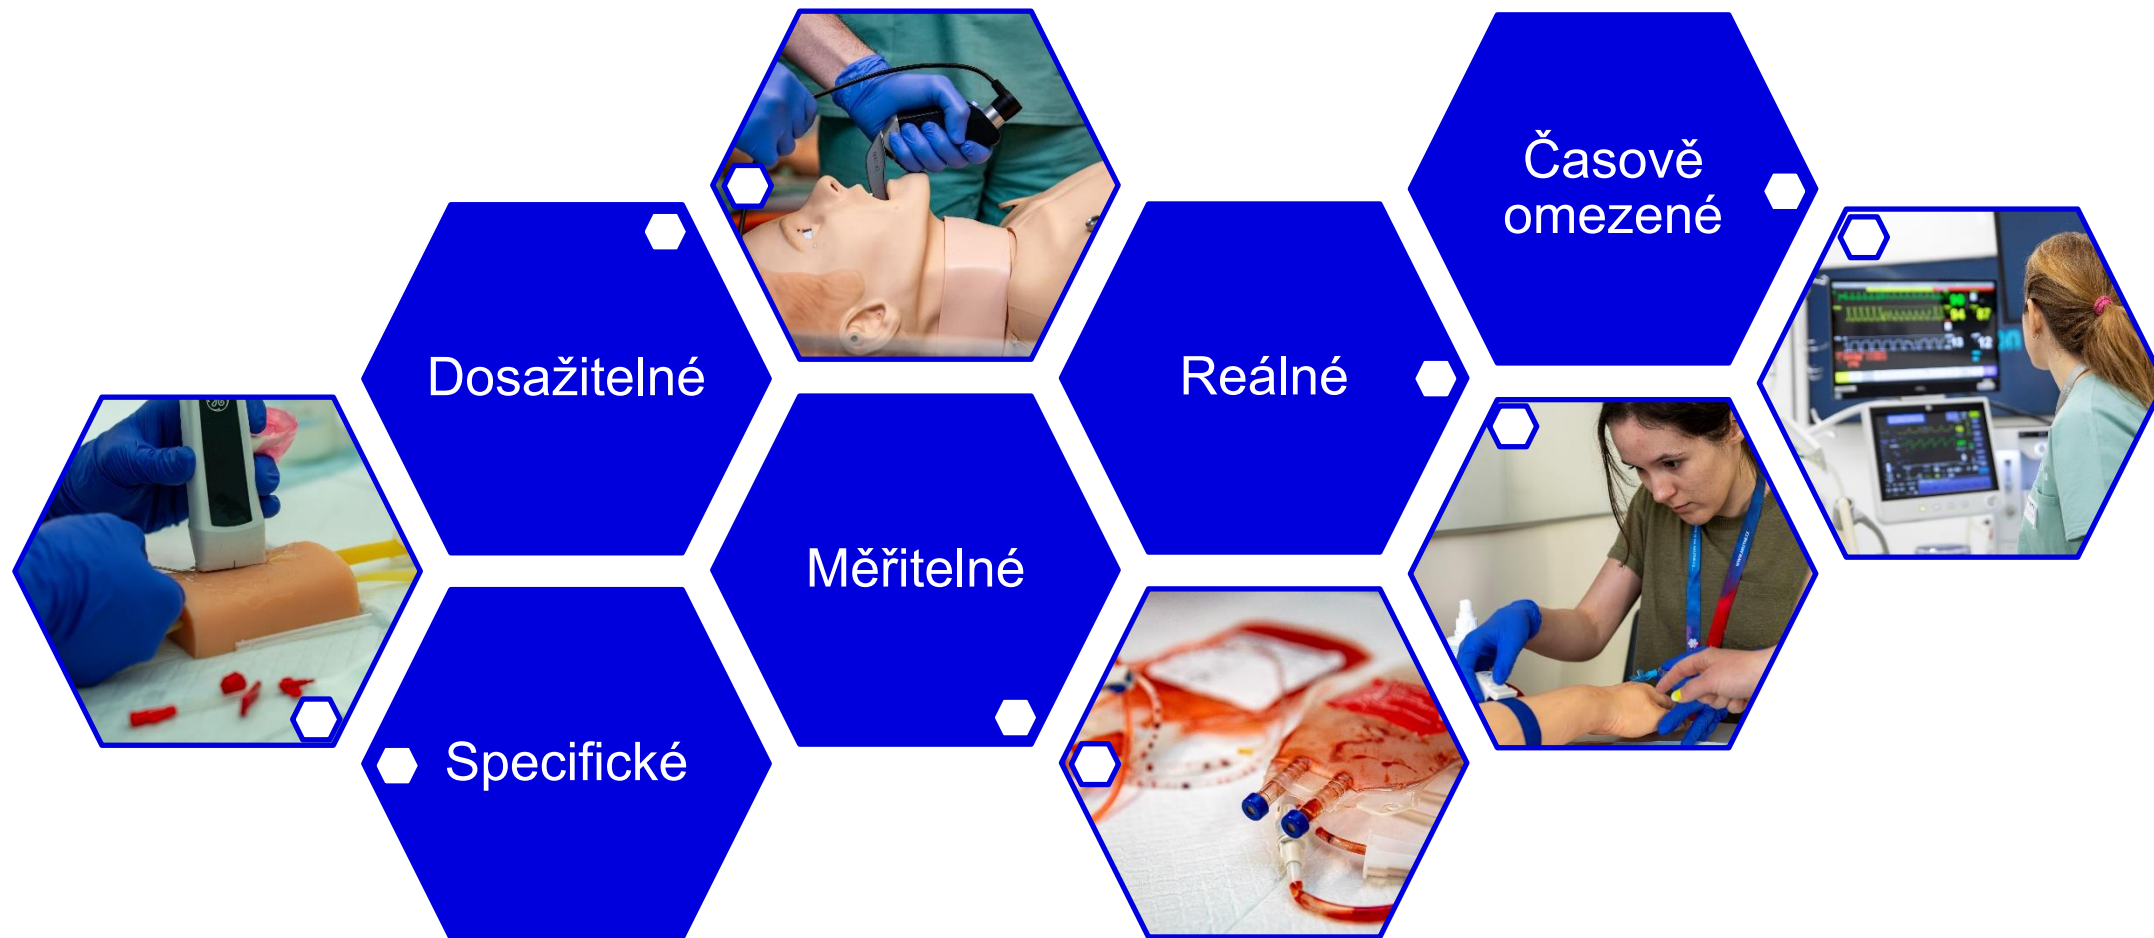 Časově
omezené
Dosažitelné
Reálné
Měřitelné
Specifické